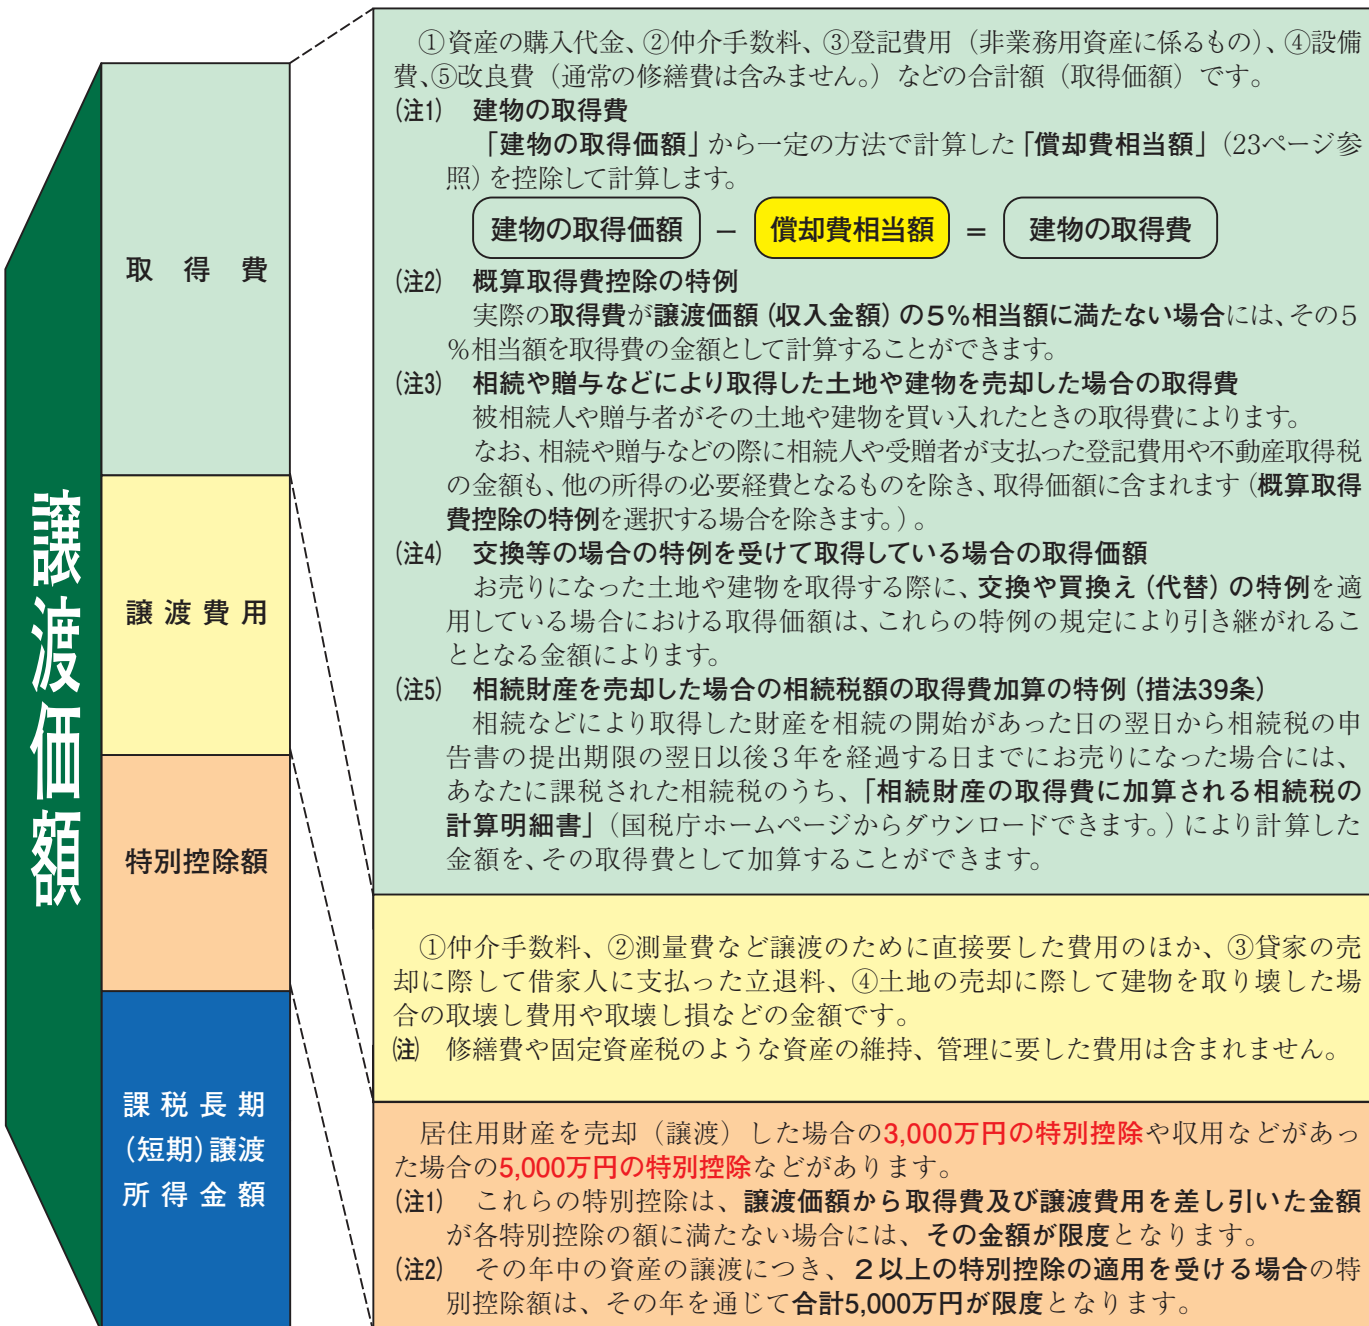 譲渡価額
取得費
譲渡費用
特別控除額
課税長期
(短期)譲渡
所得金額
①資産の購入代金、②仲介手数料、③登記費用（非業務用資産に係るもの）、④設備
費、⑤改良費（通常の修繕費は含みません。）などの合計額（取得価額）です。
(注1) 建物の取得費
「建物の取得価額」から一定の方法で計算した「償却費相当額」（23ページ参
照）を控除して計算します。
建物の取得価額 － 償却費相当額 ＝ 建物の取得費
(注2) 概算取得費控除の特例
実際の取得費が譲渡価額（収入金額）の５％相当額に満たない場合には、その５
％相当額を取得費の金額として計算することができます。
(注3) 相続や贈与などにより取得した土地や建物を売却した場合の取得費
被相続人や贈与者がその土地や建物を買い入れたときの取得費によります。
なお、相続や贈与などの際に相続人や受贈者が支払った登記費用や不動産取得税
の金額も、他の所得の必要経費となるものを除き、取得価額に含まれます（概算取得
費控除の特例を選択する場合を除きます。）。
(注4) 交換等の場合の特例を受けて取得している場合の取得価額
お売りになった土地や建物を取得する際に、交換や買換え（代替）の特例を適
用している場合における取得価額は、これらの特例の規定により引き継がれるこ
ととなる金額によります。
(注5) 相続財産を売却した場合の相続税額の取得費加算の特例（措法39条）
相続などにより取得した財産を相続の開始があった日の翌日から相続税の申
告書の提出期限の翌日以後３年を経過する日までにお売りになった場合には、
あなたに課税された相続税のうち、「相続財産の取得費に加算される相続税の
計算明細書」（国税庁ホームページからダウンロードできます。）により計算した
金額を、その取得費として加算することができます。
①仲介手数料、②測量費など譲渡のために直接要した費用のほか、③貸家の売
却に際して借家人に支払った立退料、④土地の売却に際して建物を取り壊した場
合の取壊し費用や取壊し損などの金額です。
(注) 修繕費や固定資産税のような資産の維持、管理に要した費用は含まれません。
居住用財産を売却（譲渡）した場合の3,000万円の特別控除や収用などがあっ
た場合の5,000万円の特別控除などがあります。
(注1) これらの特別控除は、譲渡価額から取得費及び譲渡費用を差し引いた金額
が各特別控除の額に満たない場合には、その金額が限度となります。
(注2) その年中の資産の譲渡につき、２以上の特別控除の適用を受ける場合の特
別控除額は、その年を通じて合計5,000万円が限度となります。